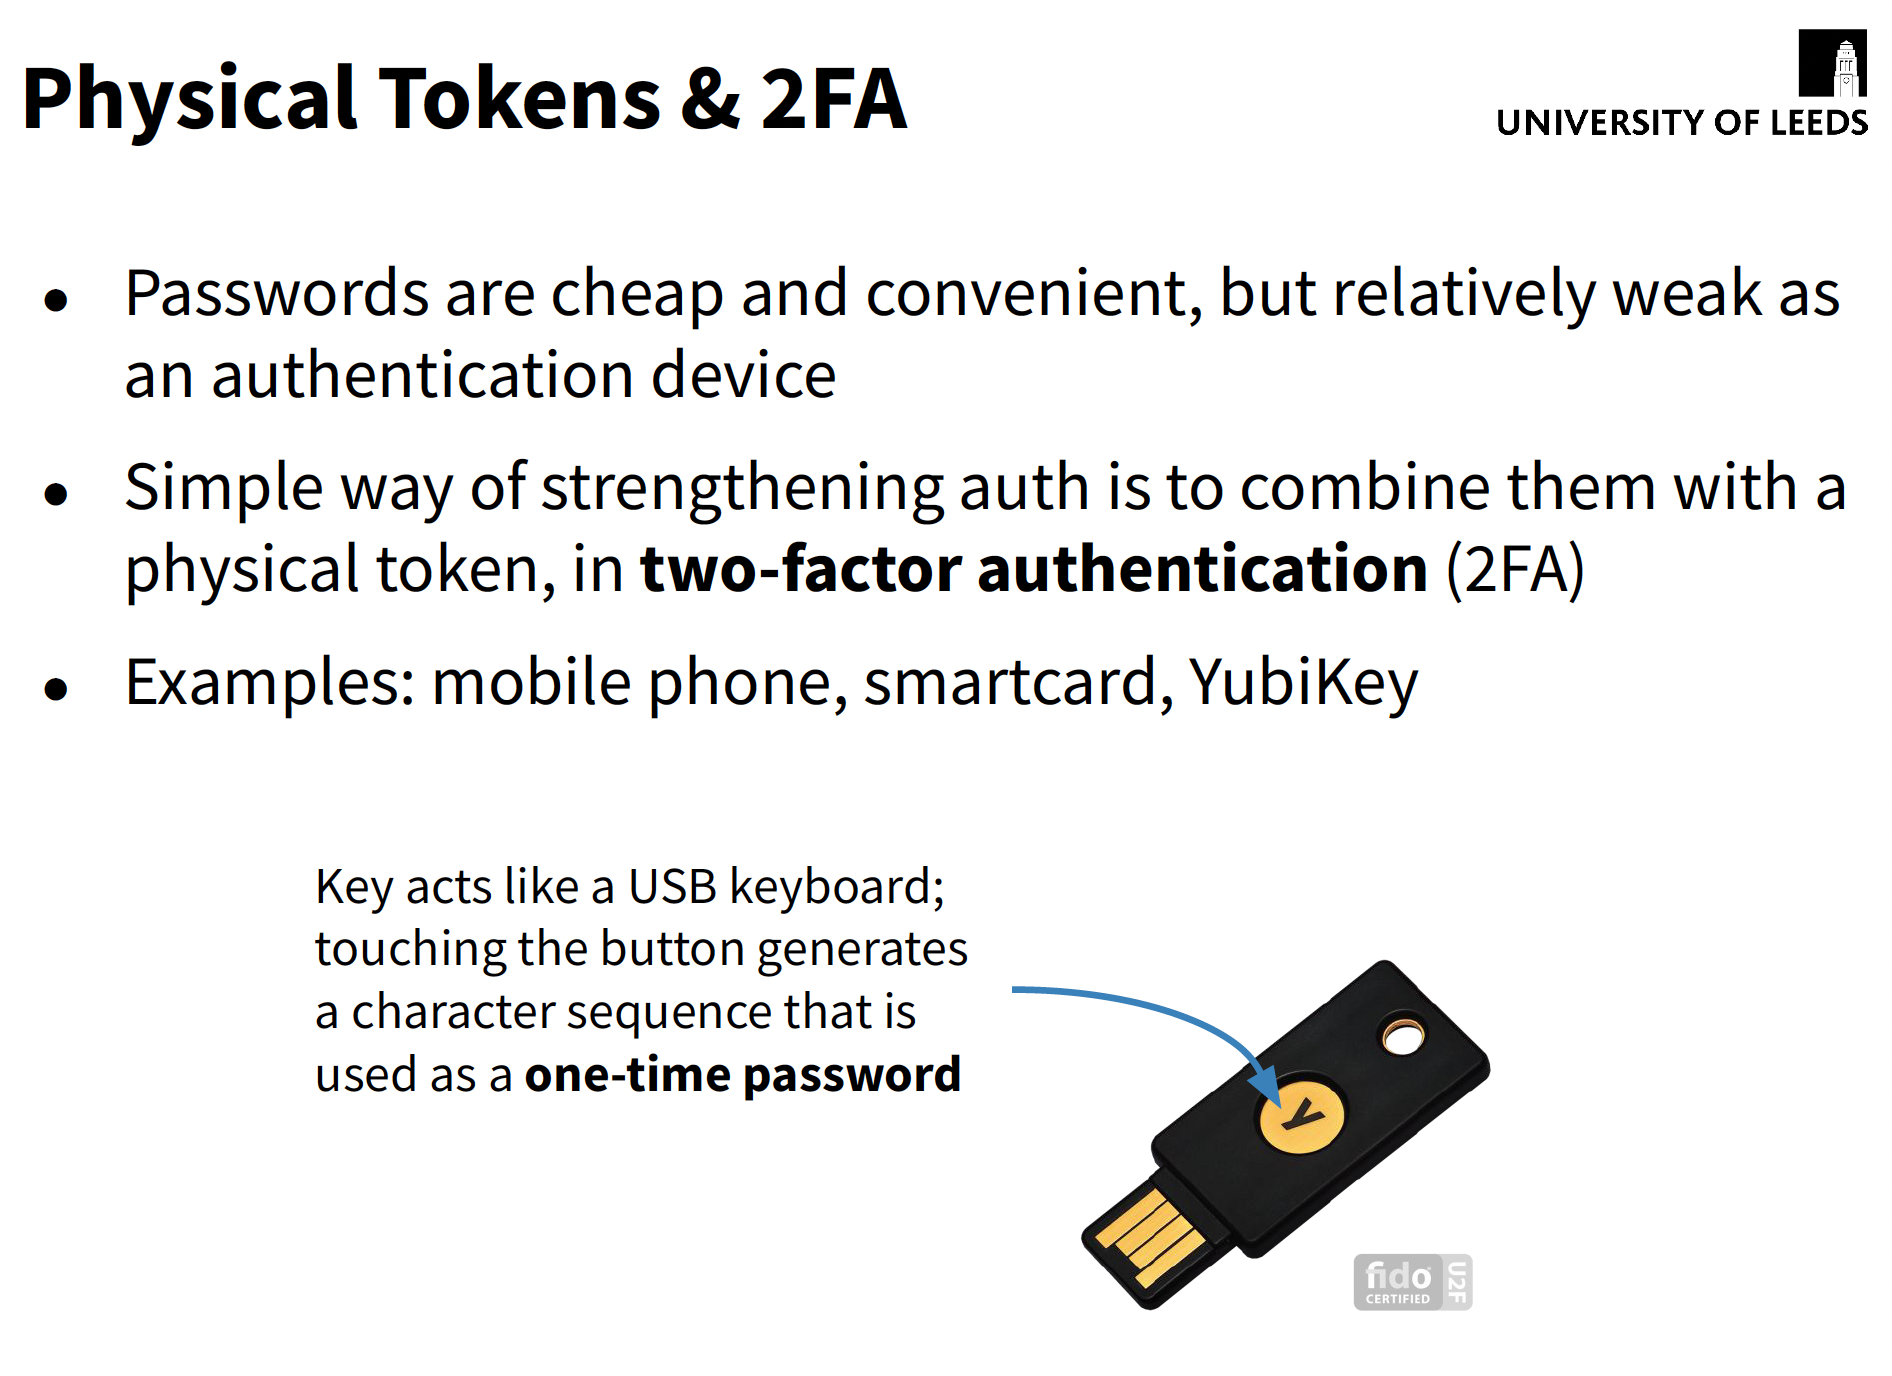 Physical Tokens & 2FA
UNIVERSITY OF LEEDS
● Passwords are cheap and convenient, but relatively weak as
an authentication device
● Simple way of strengthening auth is to combine them with a
physical token, in two-factor authentication (2FA)
● Examples: mobile phone, smartcard, YubiKey
Key acts like a USB keyboard;
touching the button generates
a character sequence that is
used as a one-time password
y
fido
CERTIFIED
U2F